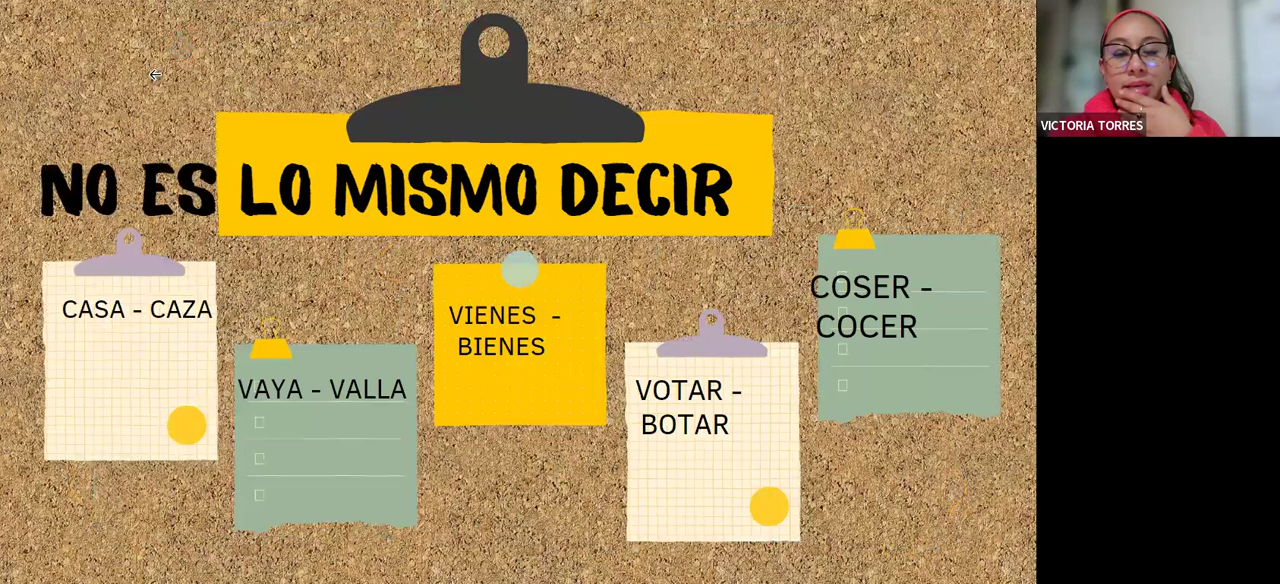 NO ES LO MISMO DECIR
CASA - CAZA
VAYA - VALLA
VIENES -
BIENES
VOTAR -
BOTAR
COSER -
COCER
VICTORIA TORRES